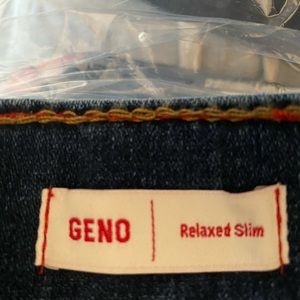 GENO | Relaxed Slim